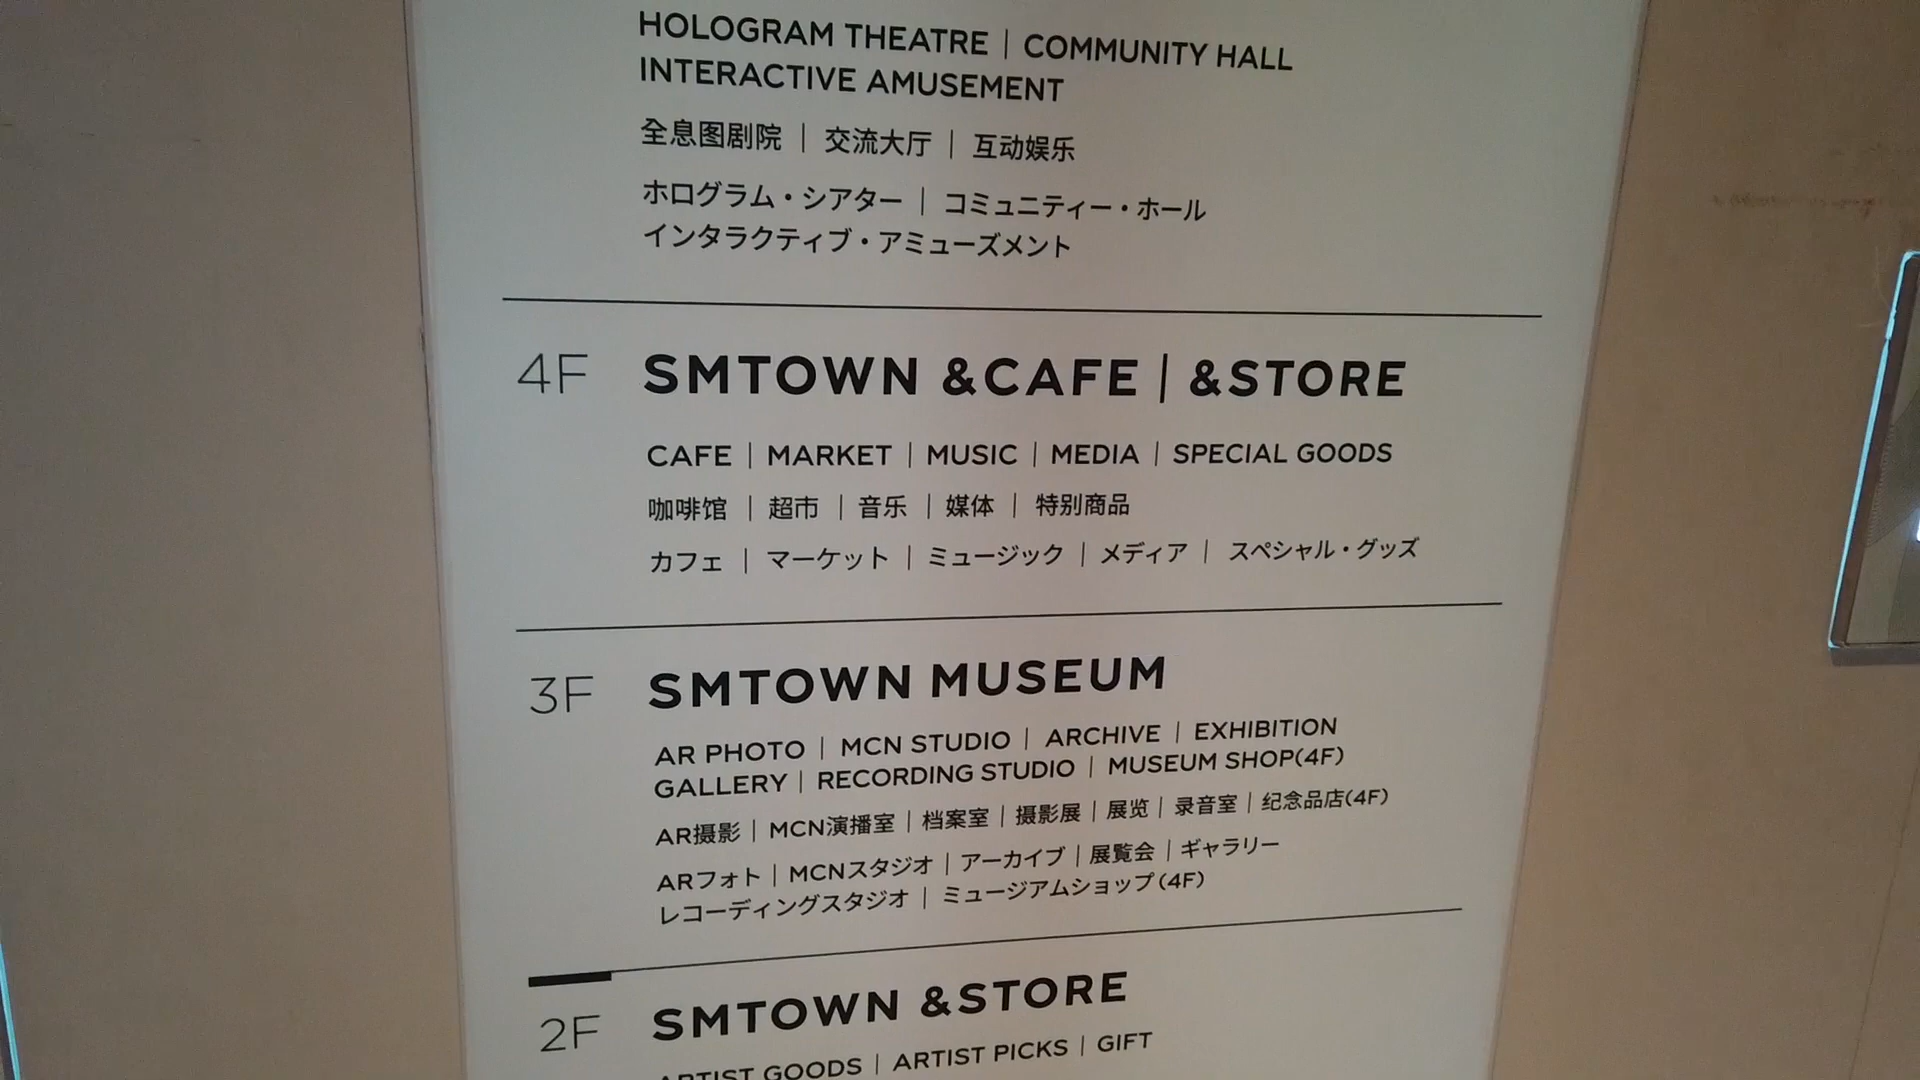 HOLOGRAM THEATRE | COMMUNITY HALL
INTERACTIVE AMUSEMENT
全息图剧院 | 交流大厅 | 互动娱乐
ホログラム・シアター | コミュニティー・ホール
インタラクティブ・アミューズメント
4F SMTOWN &CAFE | &STORE
CAFE | MARKET | MUSIC | MEDIA | SPECIAL GOODS
咖啡馆 | 超市 | 音乐 | 媒体 | 特别商品
カフェ | マーケット | ミュージック | メディア | スペシャル・グッズ
3F SMTOWN MUSEUM
AR PHOTO | MCN STUDIO | ARCHIVE | EXHIBITION
GALLERY | RECORDING STUDIO | MUSEUM SHOP(4F)
AR摄影 | MCN演播室 | 档案室 | 摄影展 | 展览 | 录音室 | 纪念品店(4F)
ARフォト | MCNスタジオ | アーカイブ | 展覧会 | ギャラリー
レコーディングスタジオ | ミュージアムショップ(4F)
2F SMTOWN &STORE
ARTIST GOODS | ARTIST PICKS | GIFT